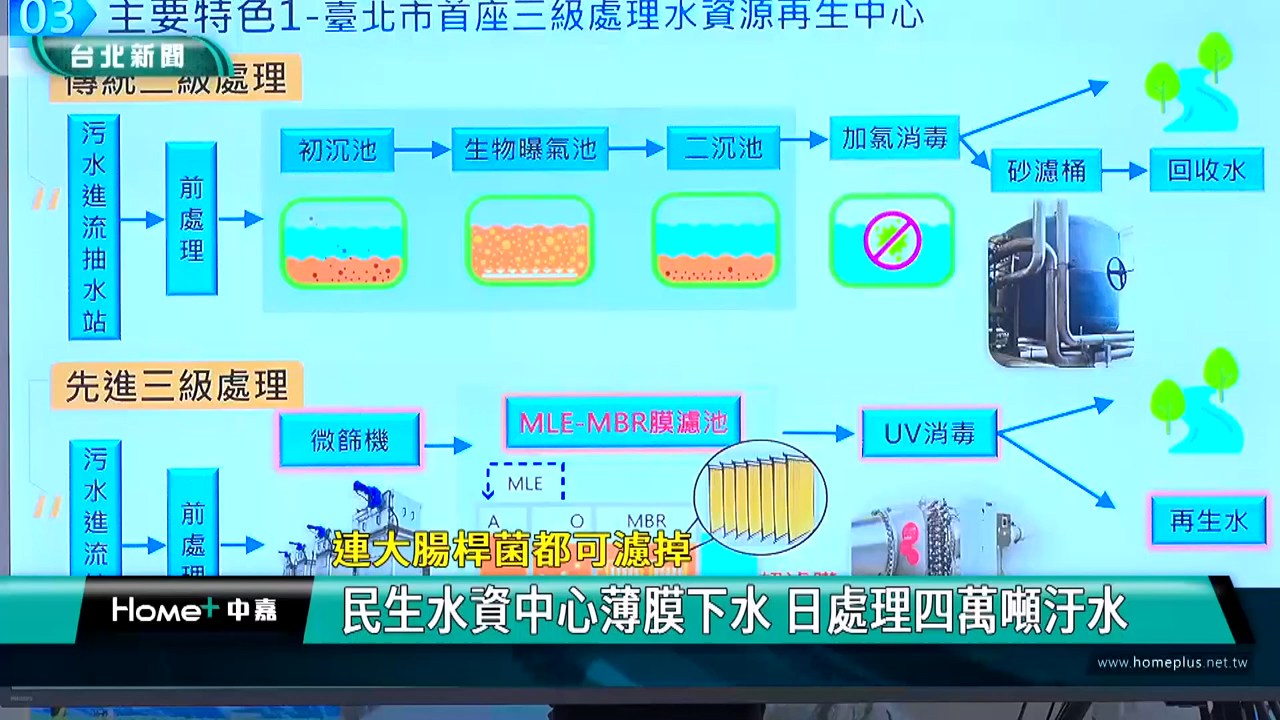 03 主要特色1-臺北市首座三級處理水資源再生中心
台北新聞
傳統二級處理
污水進流抽水站
前處理
初沉池
生物曝氣池
二沉池
加氯消毒
砂濾桶
回收水
先進三級處理
污水進流
前處理
微篩機
MLE-MBR膜濾池
UV消毒
再生水
MLE
A O MBR
連大腸桿菌都可濾掉
Home+中嘉
民生水資中心薄膜下水 日處理四萬噸汙水
www.homeplus.net.tw